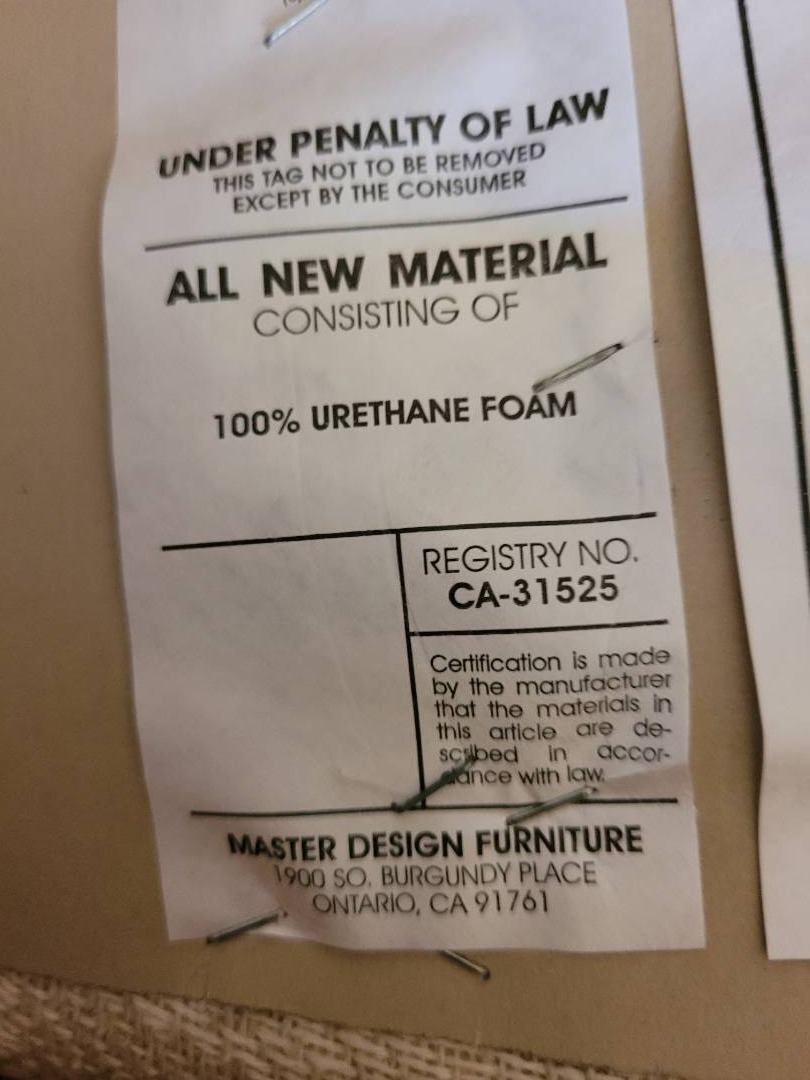 UNDER PENALTY OF LAW
THIS TAG NOT TO BE REMOVED
EXCEPT BY THE CONSUMER
ALL NEW MATERIAL
CONSISTING OF
100% URETHANE FOAM
REGISTRY NO.
CA-31525
Certification is made
by the manufacturer
that the materials in
this article are de-
scribed in accor-
dance with law.
MASTER DESIGN FURNITURE
1900 SO. BURGUNDY PLACE
ONTARIO, CA 91761